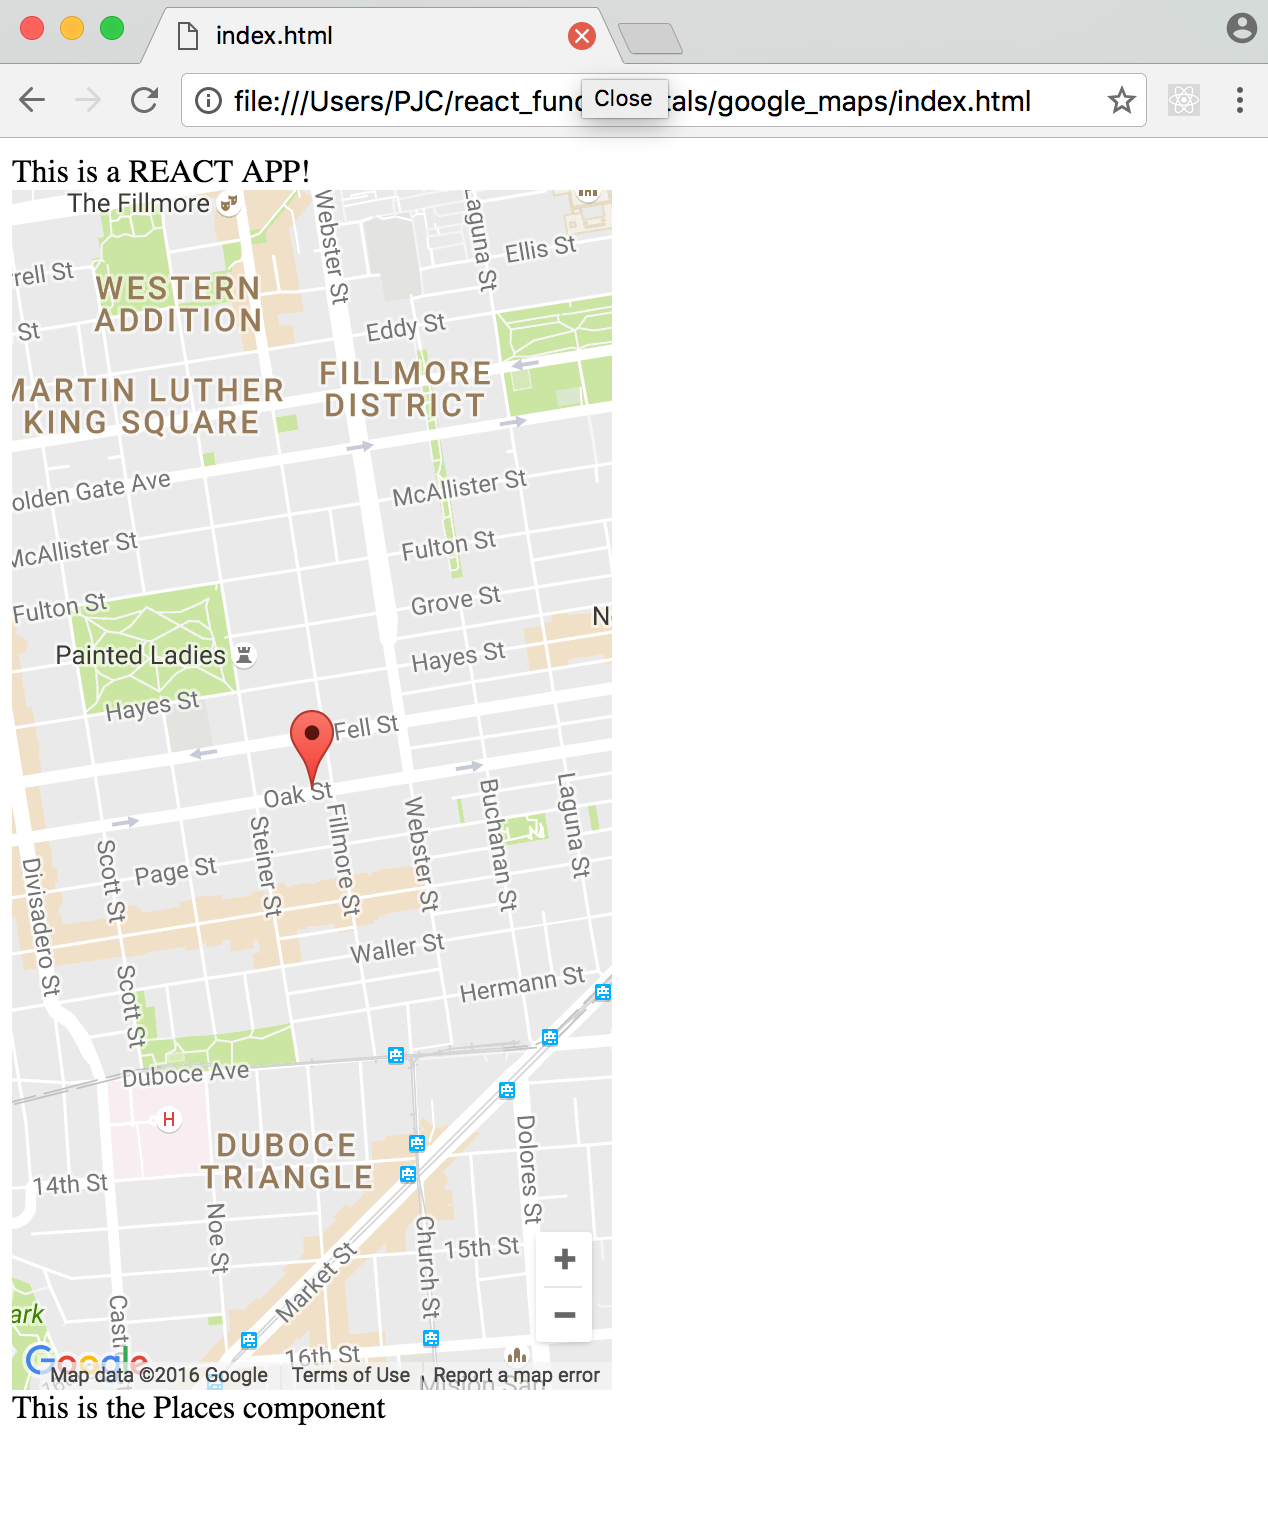 index.html
file:///Users/PJC/react_fund
Close
tals/google_maps/index.html
This is a REACT APP!
The Fillmore
Webster St
Laguna St
Ellis St
rell St
WESTERN
ADDITION
St
Eddy St
FILLMORE
DISTRICT
MARTIN LUTHER
KING SQUARE
olden Gate Ave
McAllister St
McAllister St
Fulton St
Fulton St
Grove St
Painted Ladies
Hayes St
Hayes St
Fell St
Oak St
Steiner St
Fillmore St
Webster St
Buchanan St
Laguna St
Scott St
Page St
Divisadero St
Waller St
Hermann St
Scott St
Duboce Ave
H
DUBOCE
TRIANGLE
Dolores St
14th St
Noe St
Church St
15th St
Market St
+
−
ark
16th St
Google
Map data ©2016 Google
Terms of Use
Report a map error
This is the Places component